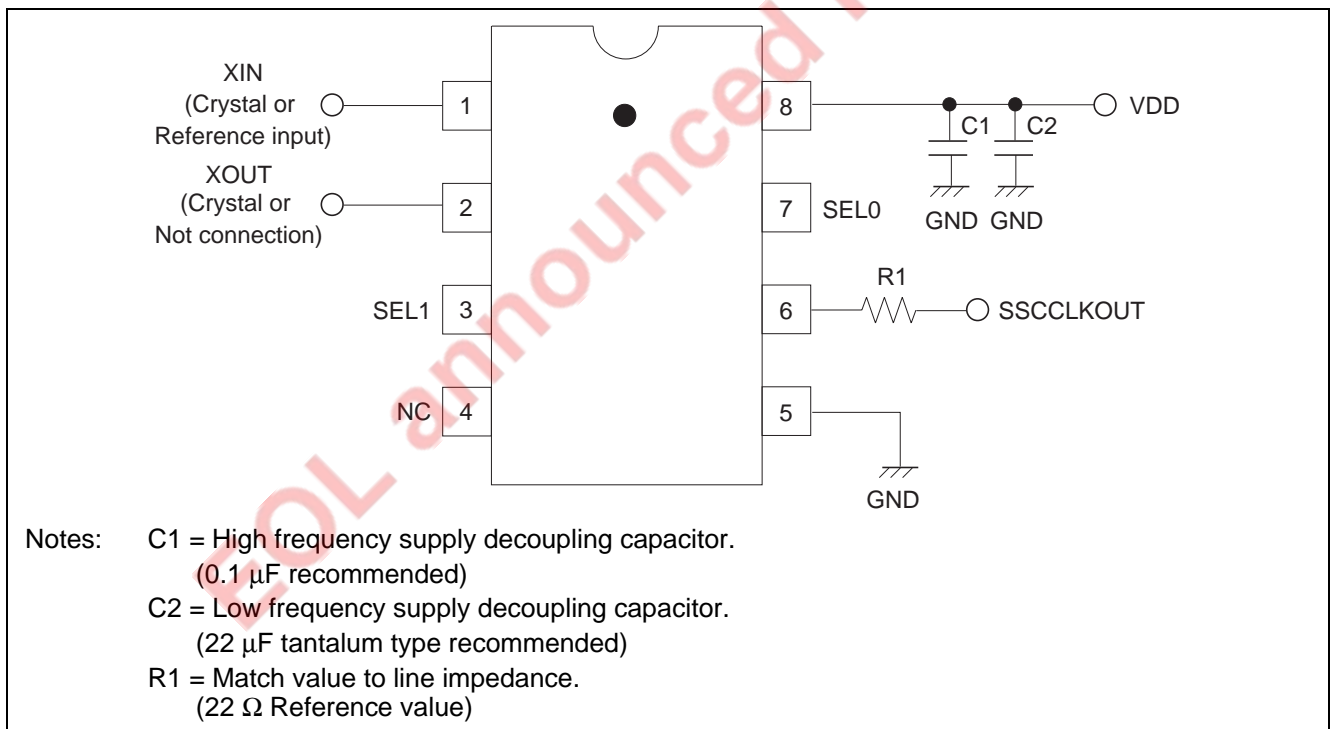 XIN
(Crystal or
Reference input)
1
8
VDD
C1
C2
GND
GND
XOUT
(Crystal or
Not connection)
2
7
SEL0
SEL1
3
6
R1
SSCCLKOUT
NC
4
5
GND
EOL announced
Notes: C1 = High frequency supply decoupling capacitor.
(0.1 μF recommended)
C2 = Low frequency supply decoupling capacitor.
(22 μF tantalum type recommended)
R1 = Match value to line impedance.
(22 Ω Reference value)